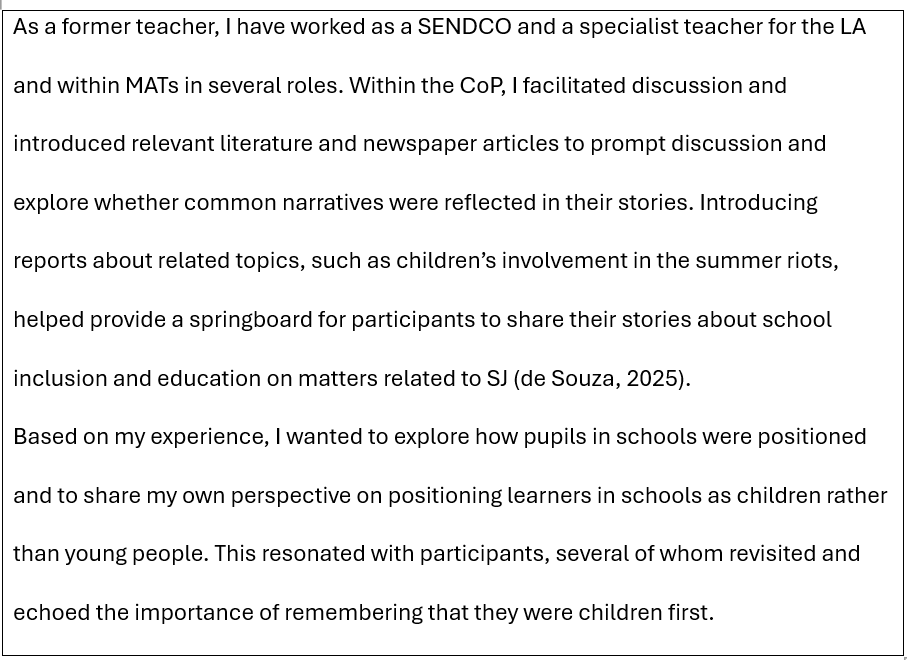 As a former teacher, I have worked as a SENDCO and a specialist teacher for the LA
and within MATs in several roles. Within the CoP, I facilitated discussion and
introduced relevant literature and newspaper articles to prompt discussion and
explore whether common narratives were reflected in their stories. Introducing
reports about related topics, such as children’s involvement in the summer riots,
helped provide a springboard for participants to share their stories about school
inclusion and education on matters related to SJ (de Souza, 2025).
Based on my experience, I wanted to explore how pupils in schools were positioned
and to share my own perspective on positioning learners in schools as children rather
than young people. This resonated with participants, several of whom revisited and
echoed the importance of remembering that they were children first.